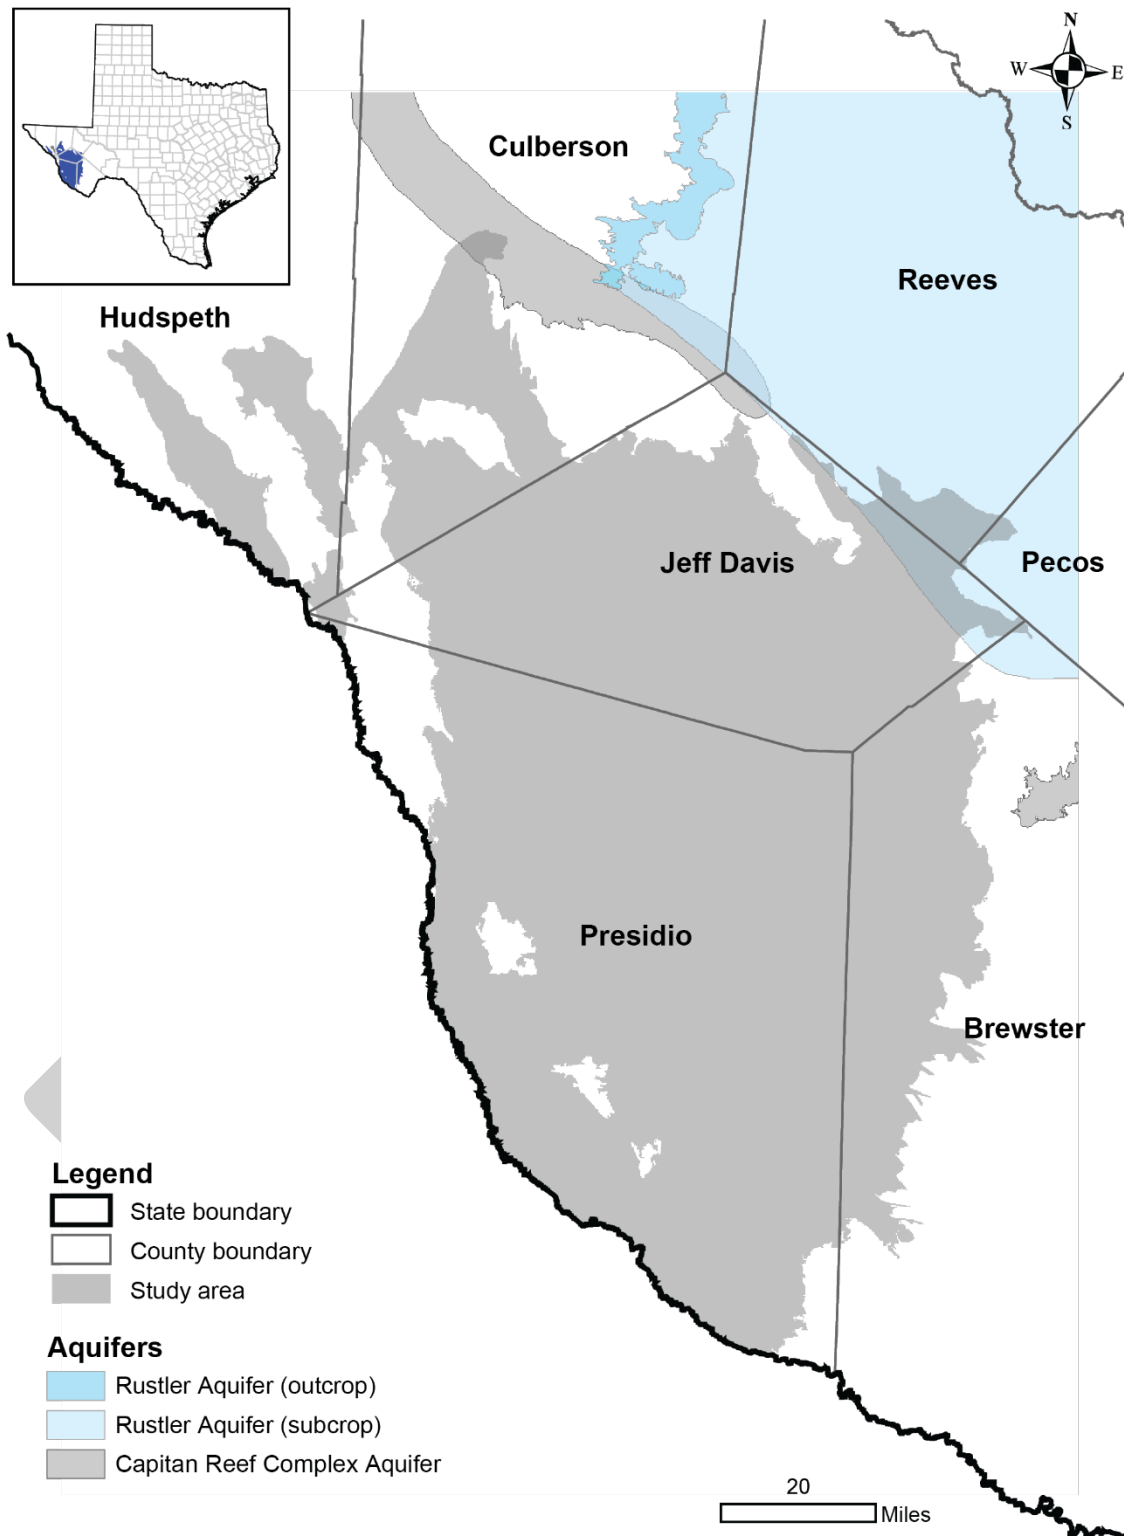 N
W E
S
Culberson
Reeves
Hudspeth
Jeff Davis
Pecos
Presidio
Brewster
Legend
State boundary
County boundary
Study area
Aquifers
Rustler Aquifer (outcrop)
Rustler Aquifer (subcrop)
Capitan Reef Complex Aquifer
20
Miles